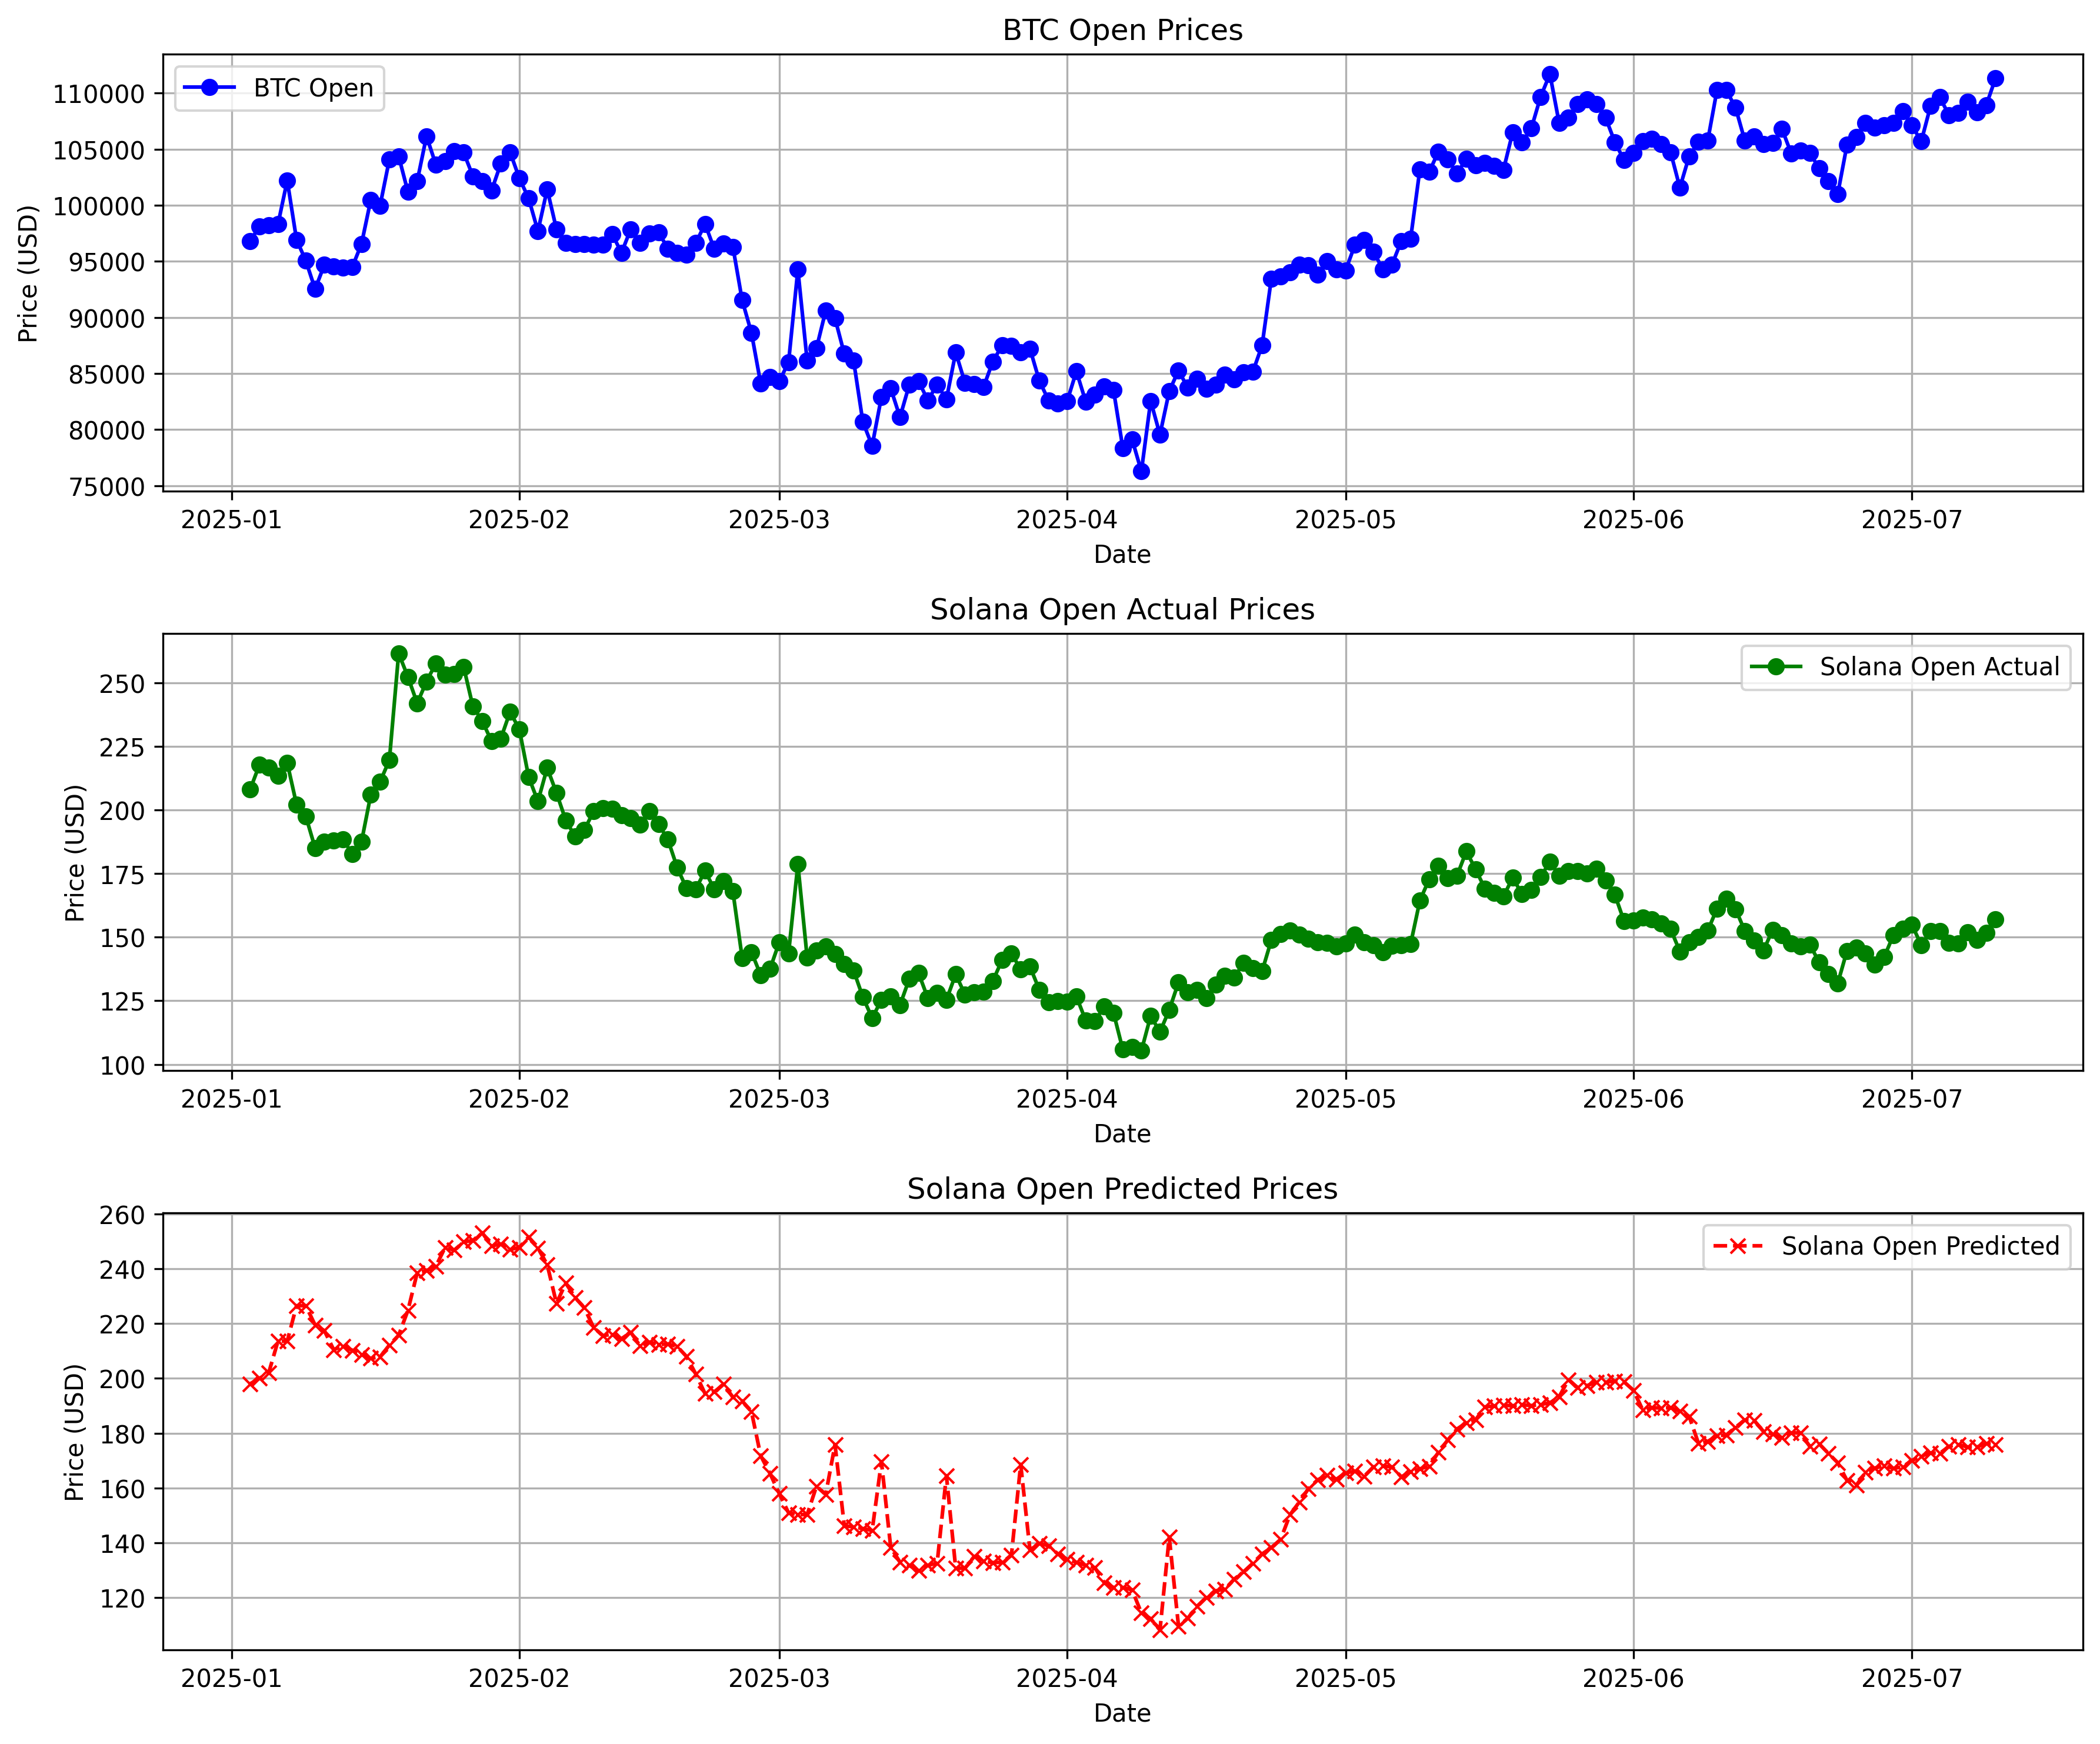 BTC Open Prices
BTC Open
110000
105000
100000
95000
90000
85000
80000
75000
Price (USD)
2025-01 2025-02 2025-03 2025-04 2025-05 2025-06 2025-07
Date
Solana Open Actual Prices
Solana Open Actual
250
225
200
175
150
125
100
Price (USD)
2025-01 2025-02 2025-03 2025-04 2025-05 2025-06 2025-07
Date
Solana Open Predicted Prices
Solana Open Predicted
260
240
220
200
180
160
140
120
Price (USD)
2025-01 2025-02 2025-03 2025-04 2025-05 2025-06 2025-07
Date